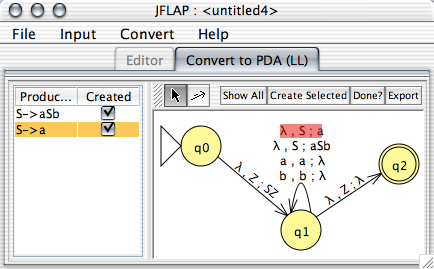 JFLAP : <untitled4>
File Input Convert Help
Editor Convert to PDA (LL)
Produc... Created
S->aSb
S->a
Show All Create Selected Done? Export
λ , S ; a
λ , S ; aSb
a , a ; λ
b , b ; λ
q0
λ , Z ; SZ
q1
λ , Z ; λ
q2